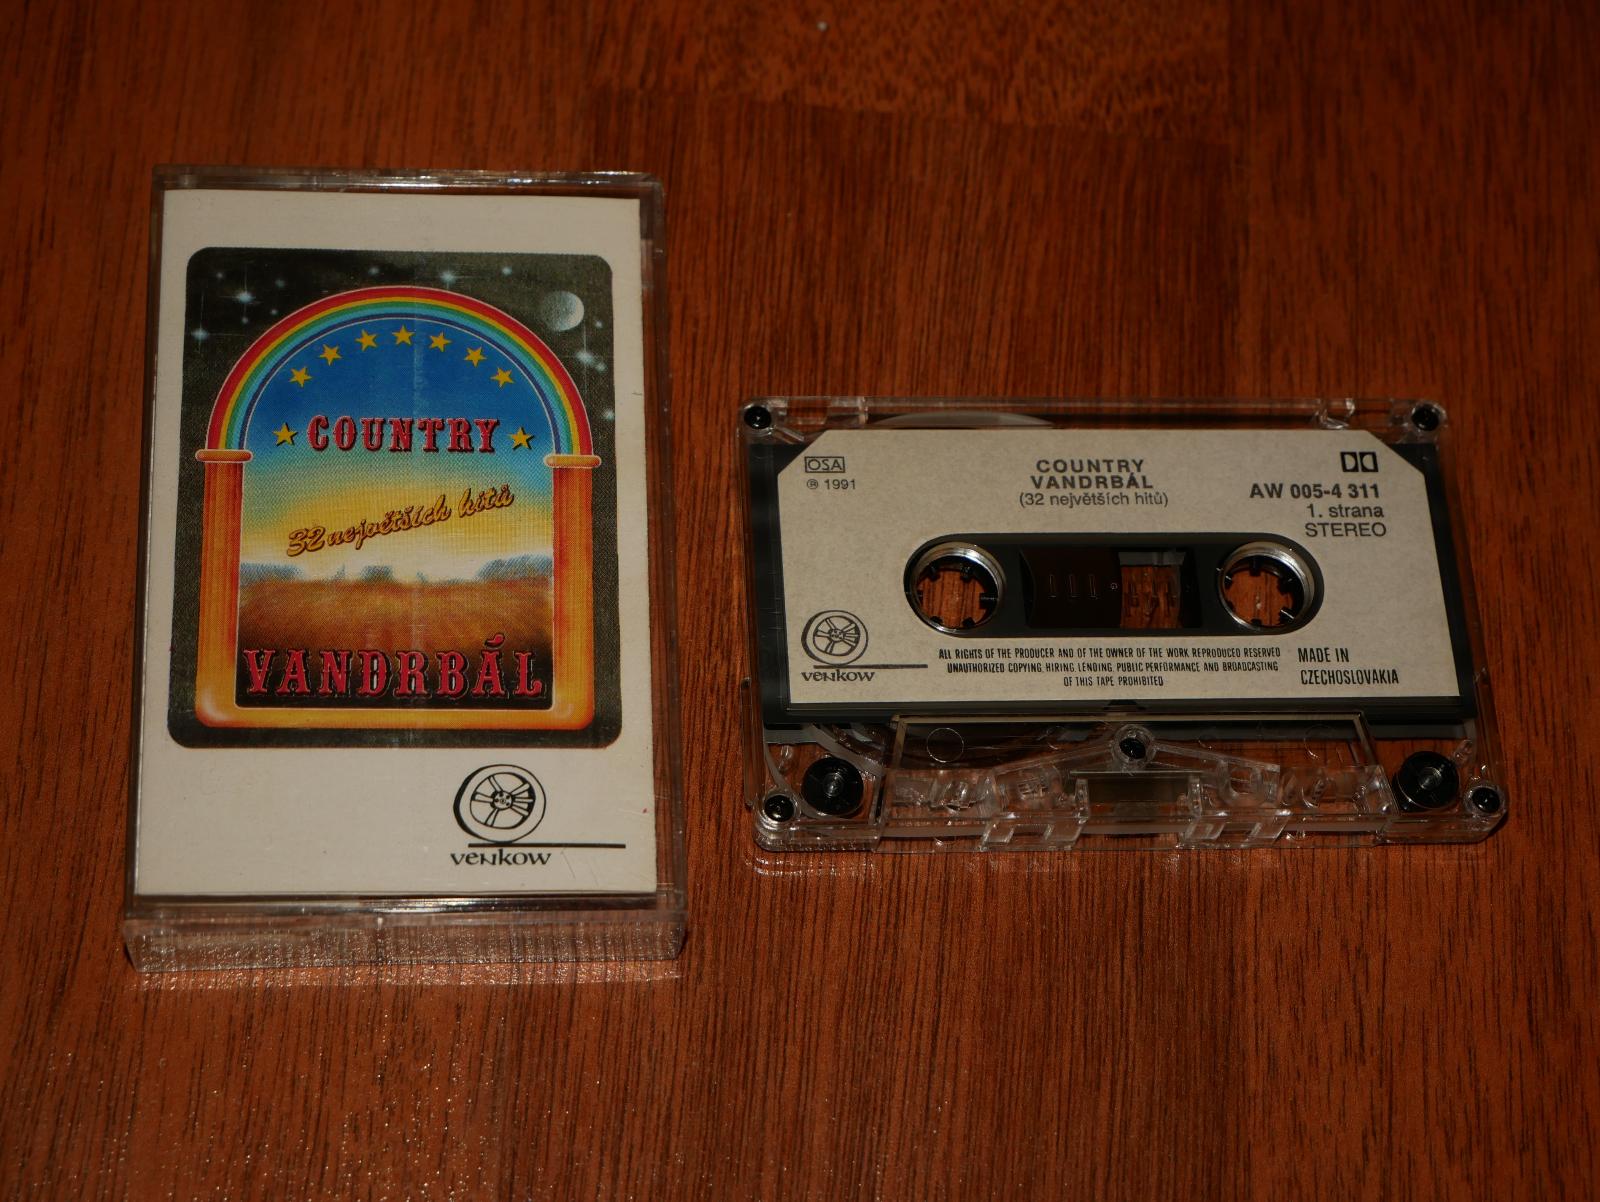 COUNTRY
32 největších hitů
VANDRBÁL
VENKOW
OSA
℗ 1991
COUNTRY
VANDRBÁL
(32 největších hitů)
AW 005-4 311
1. strana
STEREO
VENKOW
ALL RIGHTS OF THE PRODUCER AND OF THE OWNER OF THE WORK REPRODUCED RESERVED
UNAUTHORIZED COPYING, HIRING, LENDING, PUBLIC PERFORMANCE AND BROADCASTING
OF THIS TAPE PROHIBITED
MADE IN
CZECHOSLOVAKIA